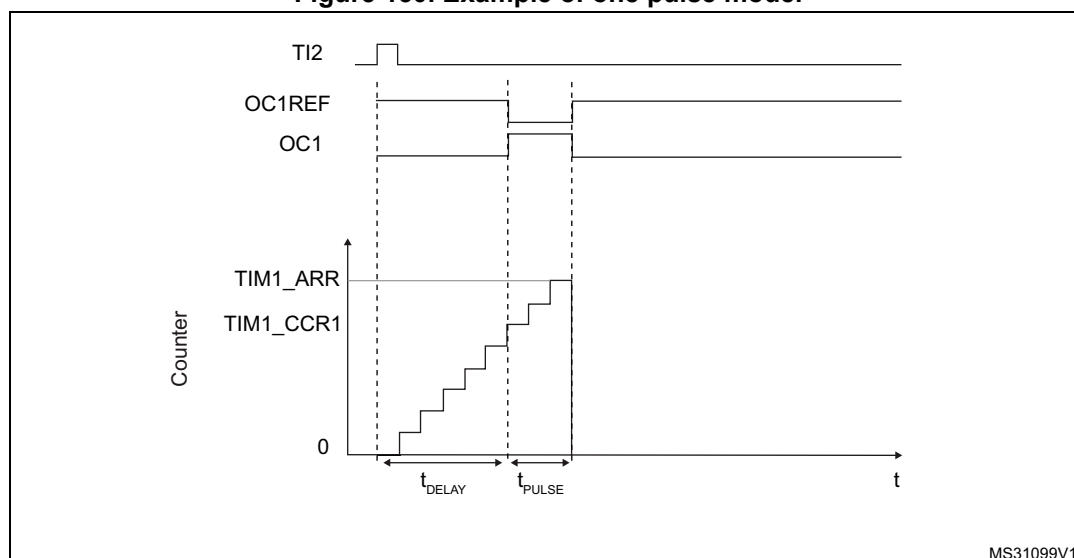 TI2
OC1REF
OC1
TIM1_ARR
TIM1_CCR1
Counter
0
tDELAY
tPULSE
t
MS31099V1